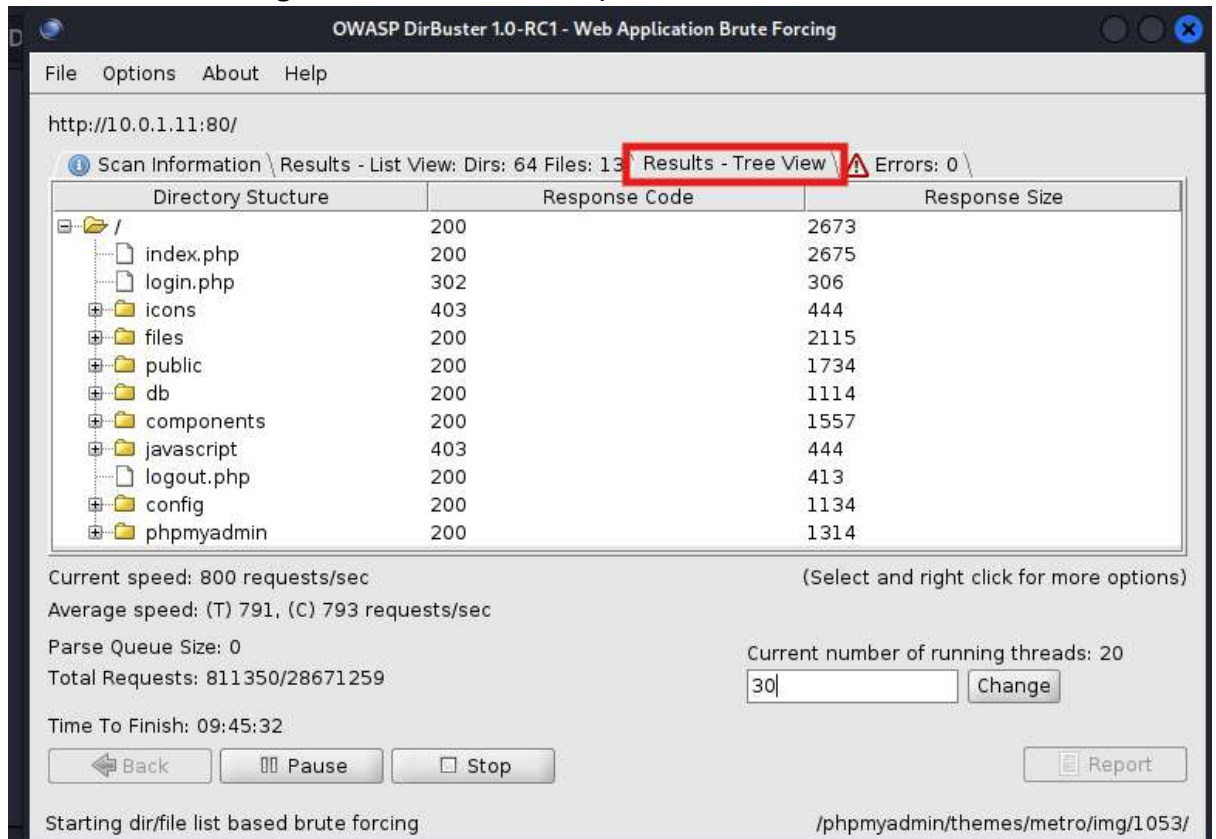 OWASP DirBuster 1.0-RC1 - Web Application Brute Forcing
File Options About Help
http://10.0.1.11:80/
Scan Information Results - List View: Dirs: 64 Files: 13 Results - Tree View Errors: 0
Directory Stucture Response Code Response Size
/ 200 2673
index.php 200 2675
login.php 302 306
icons 403 444
files 200 2115
public 200 1734
db 200 1114
components 200 1557
javascript 403 444
logout.php 200 413
config 200 1134
phpmyadmin 200 1314
Current speed: 800 requests/sec (Select and right click for more options)
Average speed: (T) 791, (C) 793 requests/sec
Parse Queue Size: 0 Current number of running threads: 20
Total Requests: 811350/28671259 30 Change
Time To Finish: 09:45:32
Back Pause Stop Report
Starting dir/file list based brute forcing /phpmyadmin/themes/metro/img/1053/